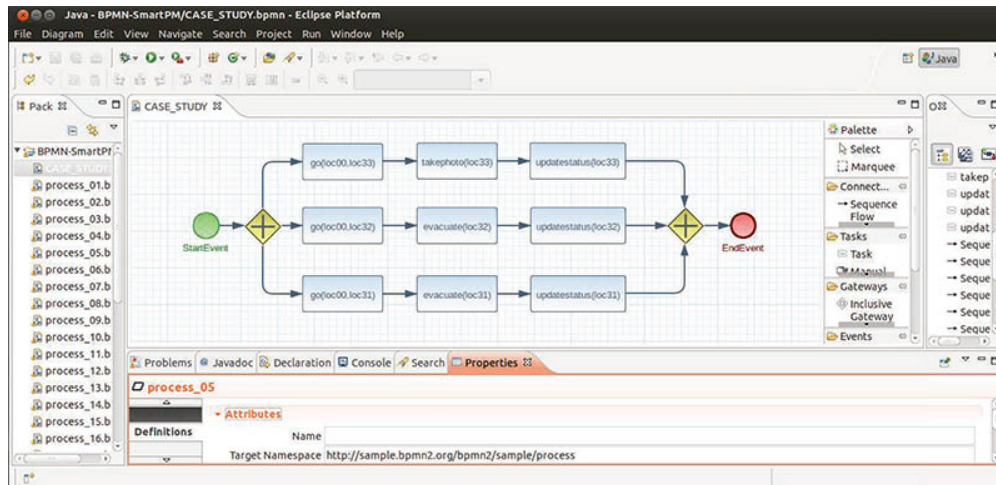 Java - BPMN-SmartPM/CASE_STUDY.bpmn - Eclipse Platform
File Diagram Edit View Navigate Search Project Run Window Help
Java
Pack
CASE_STUDY
BPMN-SmartPM
CASE_STUDY
process_01.b
process_02.b
process_03.b
process_04.b
process_05.b
process_06.b
process_07.b
process_08.b
process_09.b
process_10.b
process_11.b
process_12.b
process_13.b
process_14.b
process_15.b
process_16.b
go(loc00,loc33) takephoto(loc33) updatestatus(loc33)
go(loc00,loc32) evacuate(loc32) updatestatus(loc32)
StartEvent
EndEvent
go(loc00,loc31) evacuate(loc31) updatestatus(loc31)
Palette
Select
Marquee
Connect...
Sequence
Flow
Tasks
Task
Manual
Gateways
Inclusive
Gateway
Events
takep
updat
updat
updat
Seque
Seque
Seque
Seque
Seque
Seque
Problems Javadoc Declaration Console Search Properties
process_05
Attributes
Definitions
Name
Target Namespace http://sample.bpmn2.org/bpmn2/sample/process